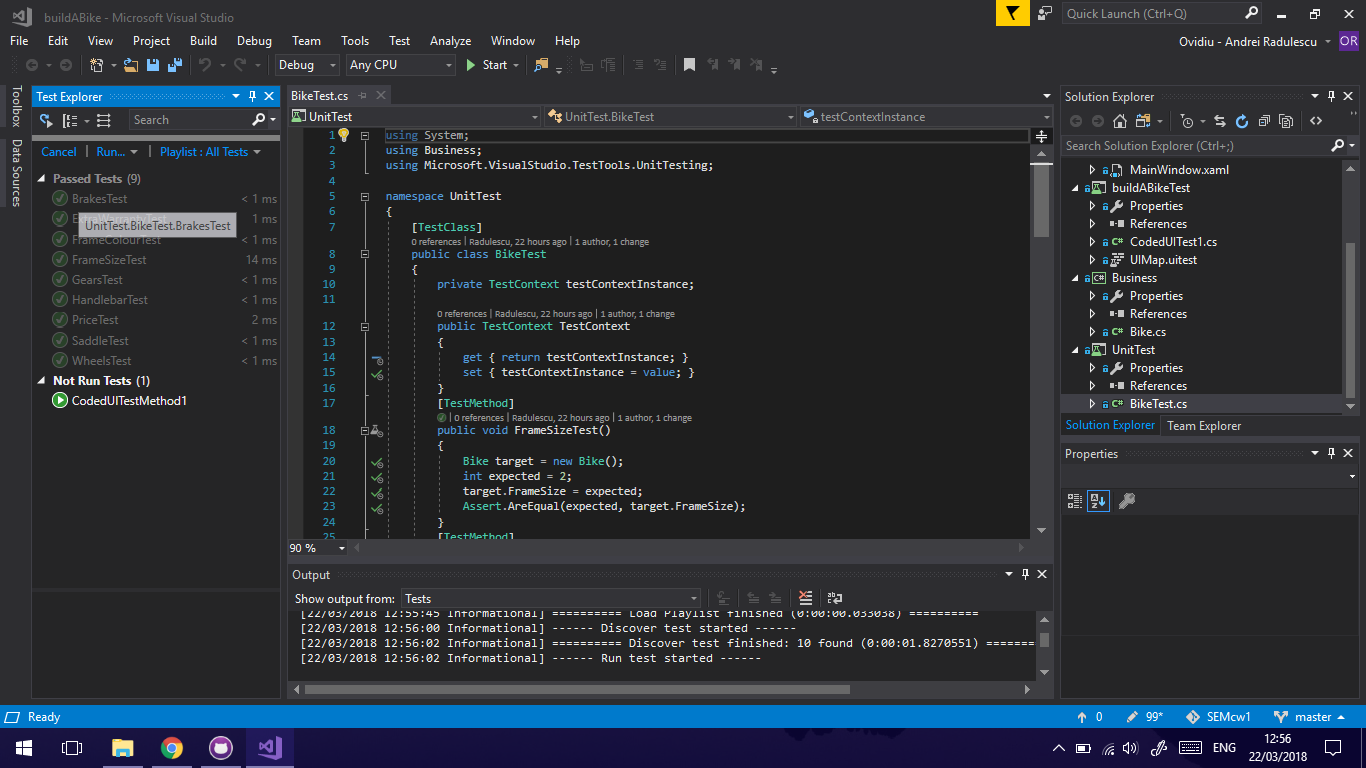 buildABike - Microsoft Visual Studio
Quick Launch (Ctrl+Q)
File Edit View Project Build Debug Team Tools Test Analyze Window Help
Ovidiu - Andrei Radulescu OR
Debug Any CPU Start
Toolbox
Data Sources
Test Explorer
Search
Cancel Run... Playlist : All Tests
Passed Tests (9)
BrakesTest < 1 ms
ExtraWarrantyTest 1 ms
UnitTest.BikeTest.BrakesTest
FrameColourTest < 1 ms
FrameSizeTest 14 ms
GearsTest < 1 ms
HandlebarTest < 1 ms
PriceTest 2 ms
SaddleTest < 1 ms
WheelsTest < 1 ms
Not Run Tests (1)
CodedUITestMethod1
BikeTest.cs
UnitTest UnitTest.BikeTest testContextInstance
1 using System;
2 using Business;
3 using Microsoft.VisualStudio.TestTools.UnitTesting;
4
5 namespace UnitTest
6 {
7 [TestClass]
0 references | Radulescu, 22 hours ago | 1 author, 1 change
8 public class BikeTest
9 {
10 private TestContext testContextInstance;
11
0 references | Radulescu, 22 hours ago | 1 author, 1 change
12 public TestContext TestContext
13 {
14 get { return testContextInstance; }
15 set { testContextInstance = value; }
16 }
17 [TestMethod]
| 0 references | Radulescu, 22 hours ago | 1 author, 1 change
18 public void FrameSizeTest()
19 {
20 Bike target = new Bike();
21 int expected = 2;
22 target.FrameSize = expected;
23 Assert.AreEqual(expected, target.FrameSize);
24 }
25 [TestMethod]
90 %
Output
Show output from: Tests
[22/03/2018 12:55:45 Informational] ========== Load Playlist finished (0:00:00.033038) ==========
[22/03/2018 12:56:00 Informational] ------ Discover test started ------
[22/03/2018 12:56:02 Informational] ========== Discover test finished: 10 found (0:00:01.8270551) =======
[22/03/2018 12:56:02 Informational] ------ Run test started ------
Solution Explorer
Search Solution Explorer (Ctrl+;)
MainWindow.xaml
buildABikeTest
Properties
References
C# CodedUITest1.cs
UIMap.uitest
C# Business
Properties
References
C# Bike.cs
UnitTest
Properties
References
C# BikeTest.cs
Solution Explorer Team Explorer
Properties
Ready
0 99* SEMcw1 master
ENG
12:56
22/03/2018